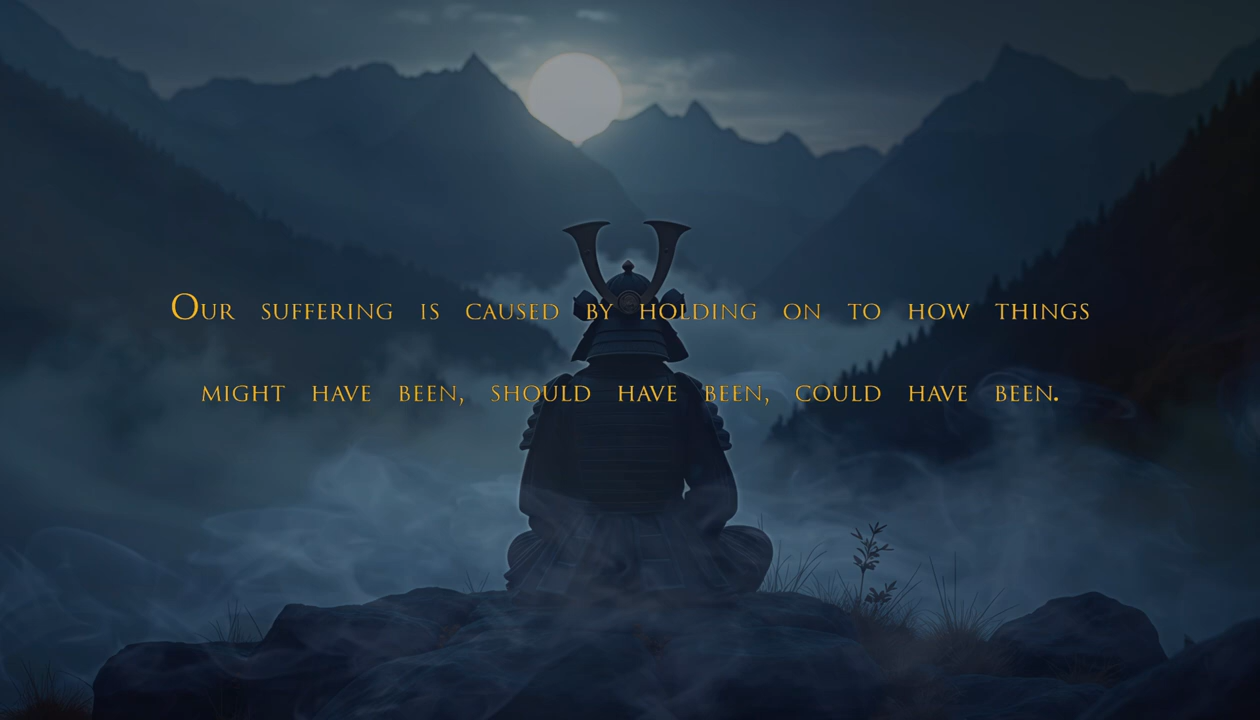 Our suffering is caused by holding on to how things
might have been, should have been, could have been.